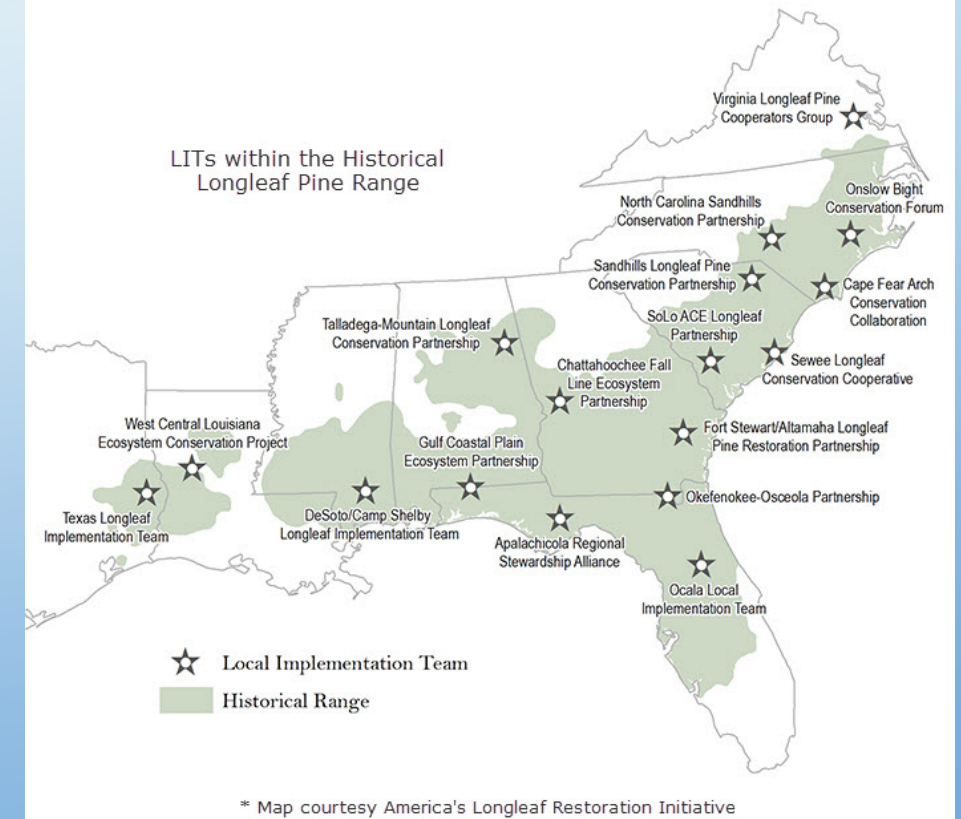 LITs within the Historical
Longleaf Pine Range
Virginia Longleaf Pine
Cooperators Group
Onslow Bight
Conservation Forum
North Carolina Sandhills
Conservation Partnership
Sandhills Longleaf Pine
Conservation Partnership
Cape Fear Arch
Conservation
Collaboration
SoLo ACE Longleaf
Partnership
Talladega-Mountain Longleaf
Conservation Partnership
Sewee Longleaf
Conservation Cooperative
Chattahoochee Fall
Line Ecosystem
Partnership
West Central Louisiana
Ecosystem Conservation Project
Fort Stewart/Altamaha Longleaf
Pine Restoration Partnership
Gulf Coastal Plain
Ecosystem Partnership
Okefenokee-Osceola Partnership
Texas Longleaf
Implementation Team
DeSoto/Camp Shelby
Longleaf Implementation Team
Apalachicola Regional
Stewardship Alliance
Ocala Local
Implementation Team
Local Implementation Team
Historical Range
* Map courtesy America's Longleaf Restoration Initiative